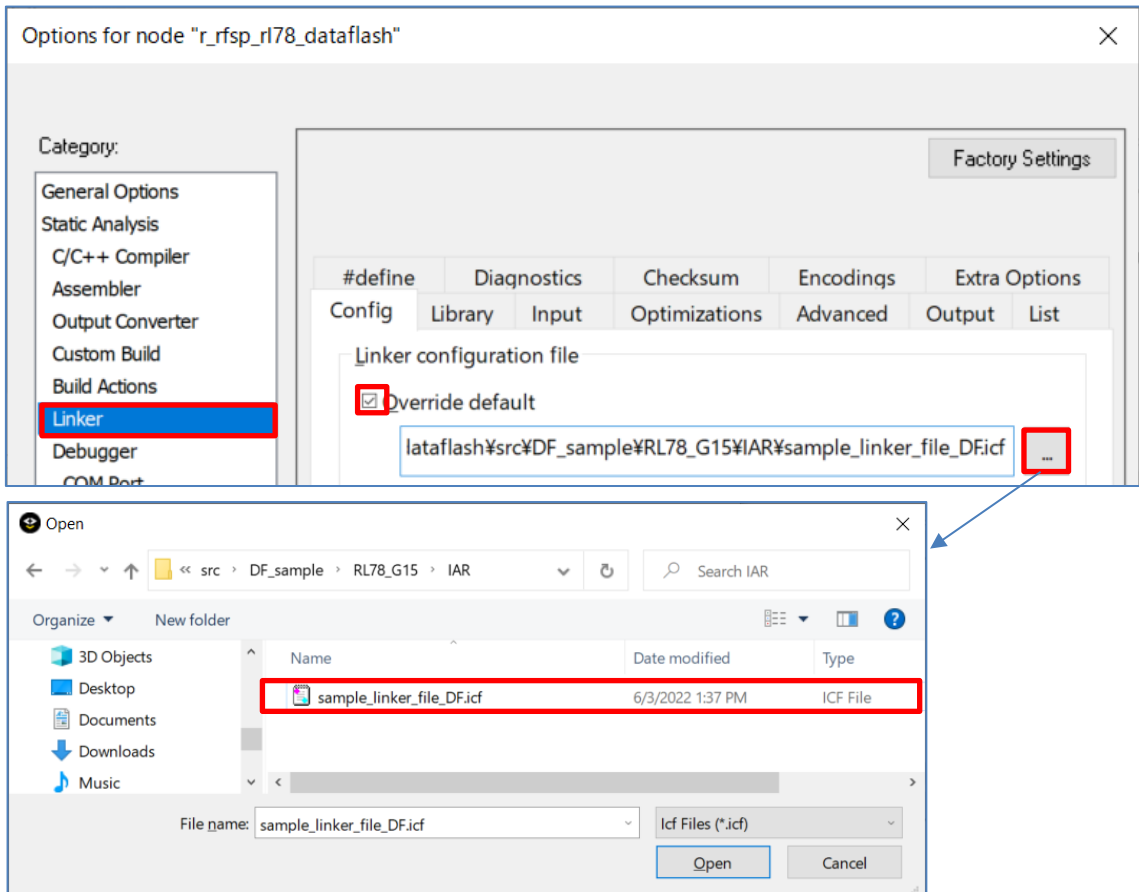 Options for node "r_rfsp_rl78_dataflash"
Category:
Factory Settings
General Options
Static Analysis
C/C++ Compiler
Assembler
Output Converter
Custom Build
Build Actions
Linker
Debugger
COM Port
#define Diagnostics Checksum Encodings Extra Options
Config Library Input Optimizations Advanced Output List
Linker configuration file
Override default
lataflash¥src¥DF_sample¥RL78_G15¥IAR¥sample_linker_file_DF.icf
...
Open
« src › DF_sample › RL78_G15 › IAR
Search IAR
Organize New folder
3D Objects
Desktop
Documents
Downloads
Music
Name Date modified Type
sample_linker_file_DF.icf 6/3/2022 1:37 PM ICF File
File name: sample_linker_file_DF.icf
Icf Files (*.icf)
Open Cancel